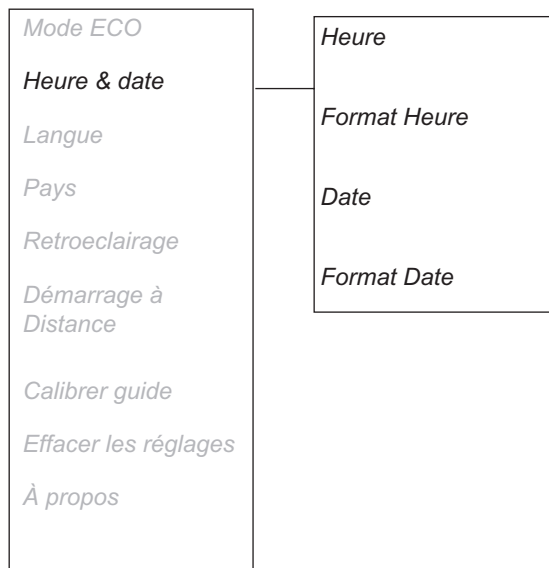 Mode ECO
Heure & date
Langue
Pays
Retroeclairage
Démarrage à
Distance
Calibrer guide
Effacer les réglages
À propos
Heure
Format Heure
Date
Format Date